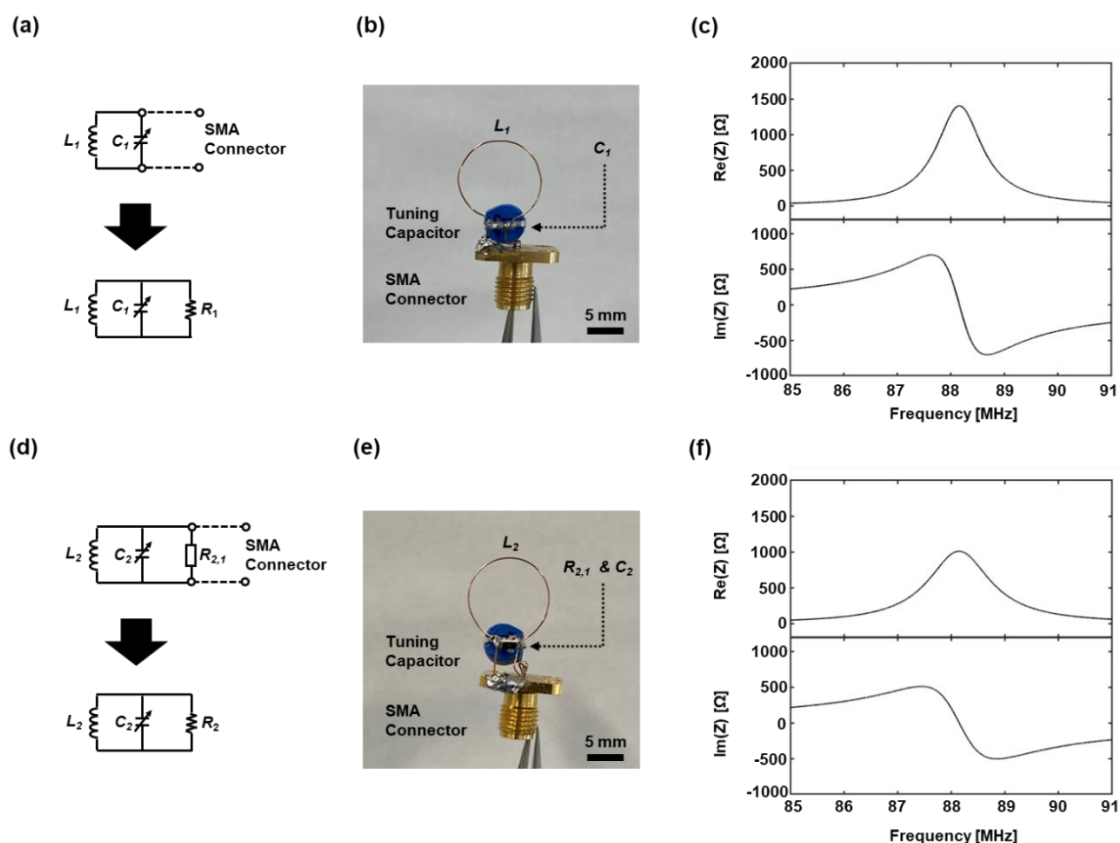 (a)
L1
C1
SMA
Connector
L1
C1
R1
(b)
L1
C1
Tuning
Capacitor
SMA
Connector
5 mm
(c)
2000
1500
1000
500
0
Re(Z) [Ω]
1000
500
0
-500
-1000
Im(Z) [Ω]
85 86 87 88 89 90 91
Frequency [MHz]
(d)
L2
C2
R2,1
SMA
Connector
L2
C2
R2
(e)
L2
R2,1 & C2
Tuning
Capacitor
SMA
Connector
5 mm
(f)
2000
1500
1000
500
0
Re(Z) [Ω]
1000
500
0
-500
-1000
Im(Z) [Ω]
85 86 87 88 89 90 91
Frequency [MHz]